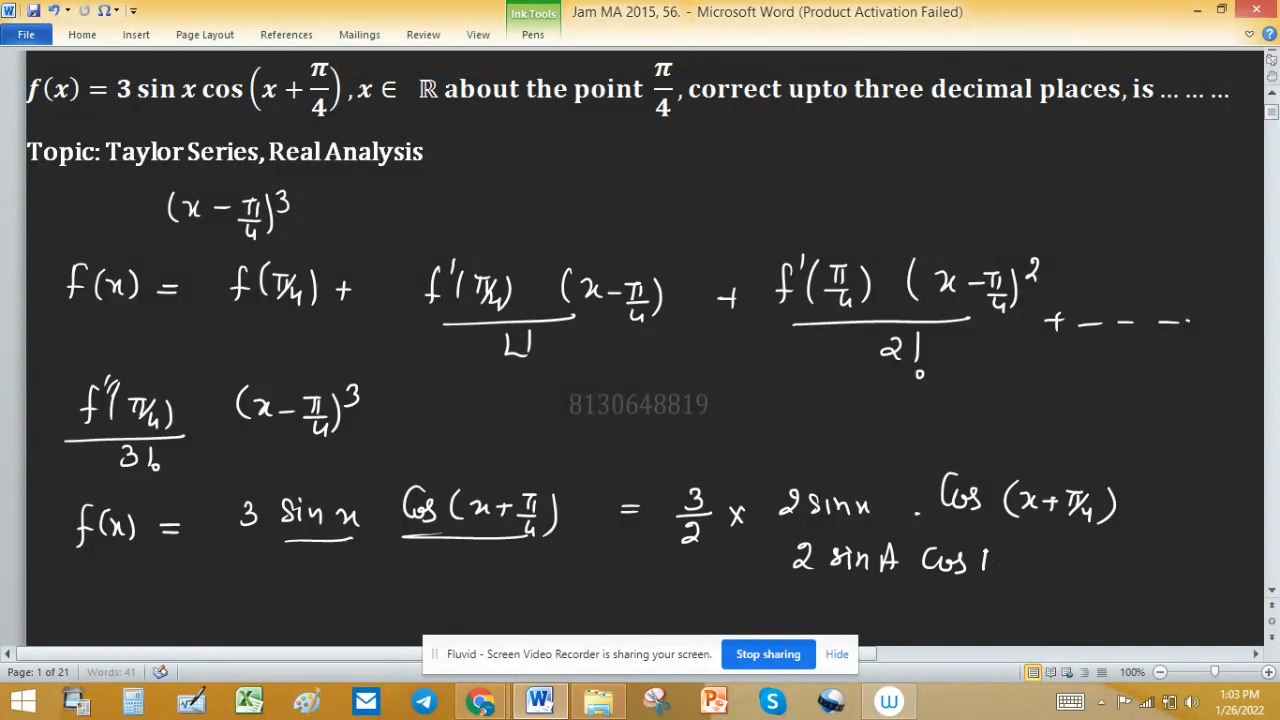 Ink Tools
Jam MA 2015, 56. - Microsoft Word (Product Activation Failed)
File Home Insert Page Layout References Mailings Review View Pens
f(x) = 3 sin x cos (x + π/4), x ∈ ℝ about the point π/4, correct upto three decimal places, is ... ... ...
Topic: Taylor Series, Real Analysis
(x - π/4)^3
f(x) = f(π/4) + f'(π/4)/1! (x - π/4) + f'(π/4)/2! (x - π/4)^2 + - - - .
f''(π/4)/3! (x - π/4)^3
8130648819
f(x) = 3 sin x Cos (x + π/4) = 3/2 × 2 sin x . Cos (x + π/4)
2 sin A Cos
Fluvid - Screen Video Recorder is sharing your screen. Stop sharing Hide
Page: 1 of 21 Words: 41 100%
1:03 PM
1/26/2022